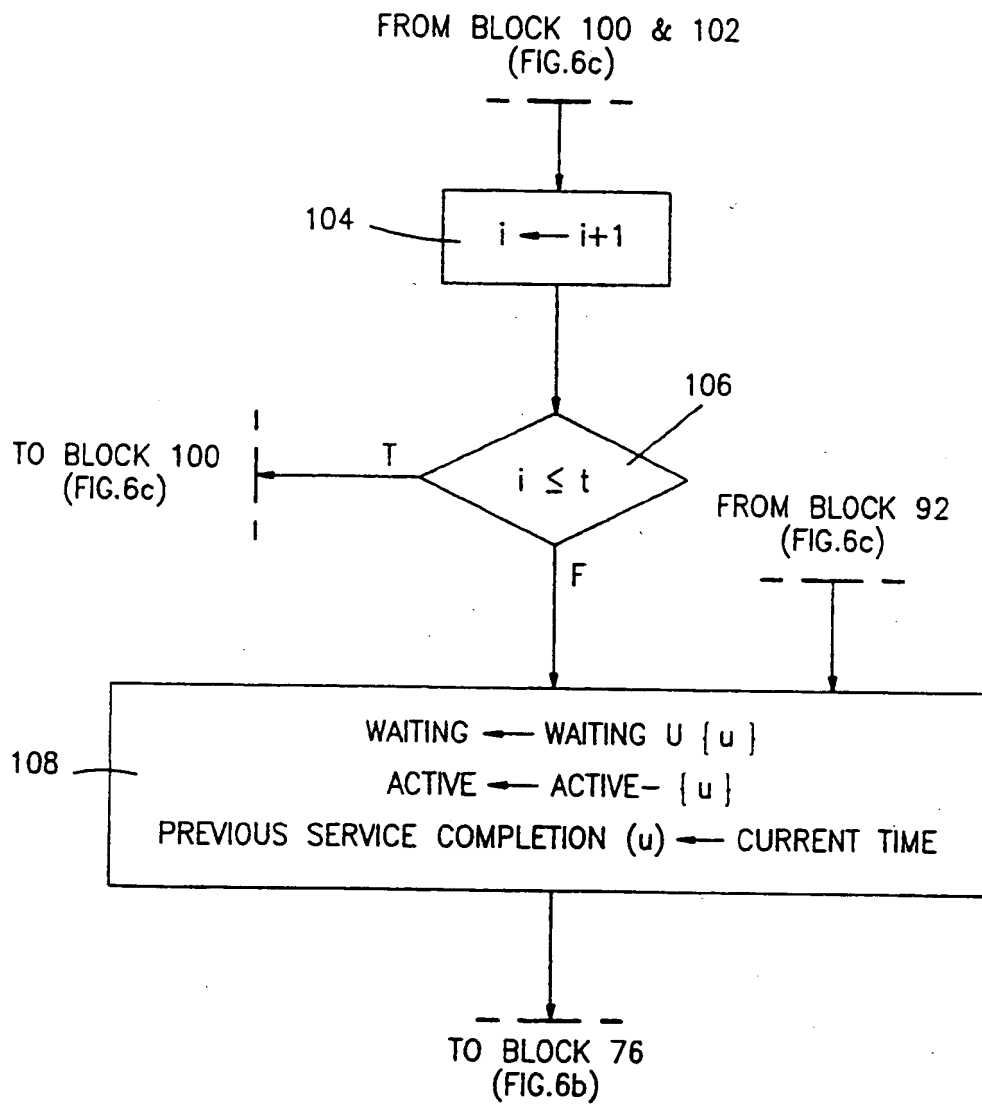 FROM BLOCK 100 & 102
(FIG.6c)
104
i ← i+1
106
TO BLOCK 100
(FIG.6c)
T
i ≤ t
FROM BLOCK 92
(FIG.6c)
F
108
WAITING ← WAITING U { u }
ACTIVE ← ACTIVE- { u }
PREVIOUS SERVICE COMPLETION (u) ← CURRENT TIME
TO BLOCK 76
(FIG.6b)